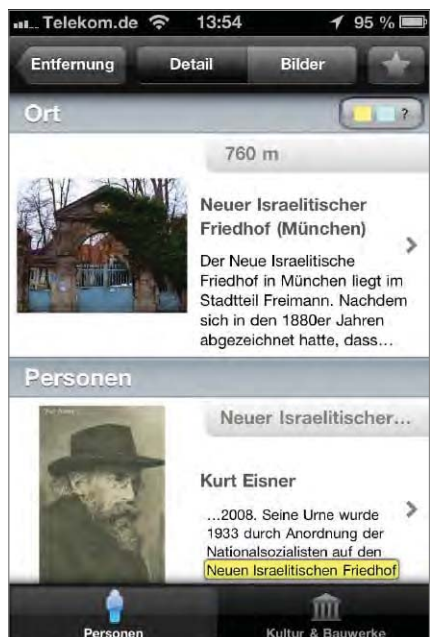 Telekom.de 13:54 95 %
Entfernung Detail Bilder
Ort ?
760 m
Neuer Israelitischer
Friedhof (München)
Der Neue Israelitische
Friedhof in München liegt im
Stadtteil Freimann. Nachdem
sich in den 1880er Jahren
abgezeichnet hatte, dass...
Personen
Neuer Israelitischer...
Kurt Eisner
...2008. Seine Urne wurde
1933 durch Anordnung der
Nationalsozialisten auf den
Neuen Israelitischen Friedhof
Personen Kultur & Bauwerke